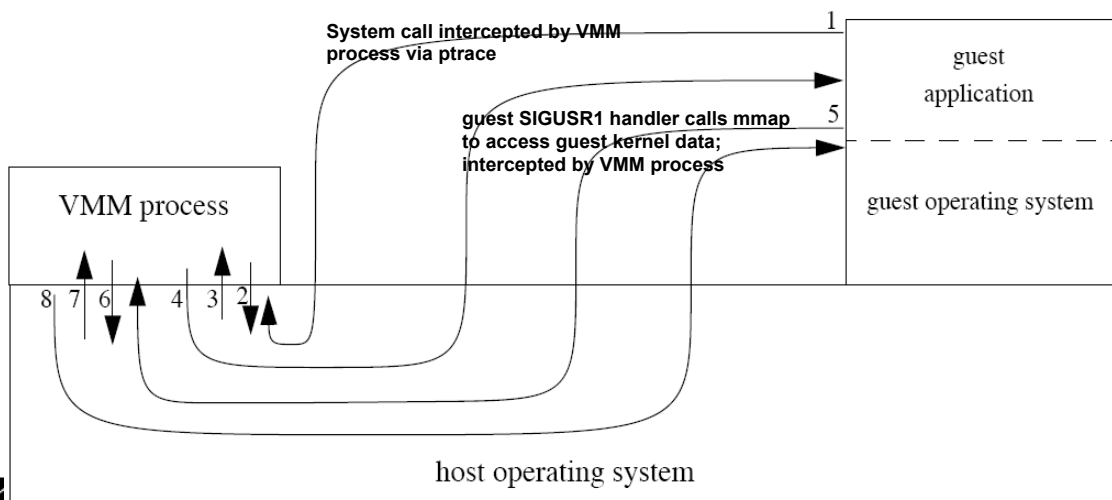 System call intercepted by VMM
process via ptrace
1
guest
application
guest SIGUSR1 handler calls mmap
to access guest kernel data;
intercepted by VMM process
5
VMM process
guest operating system
8 7 6 4 3 2
host operating system